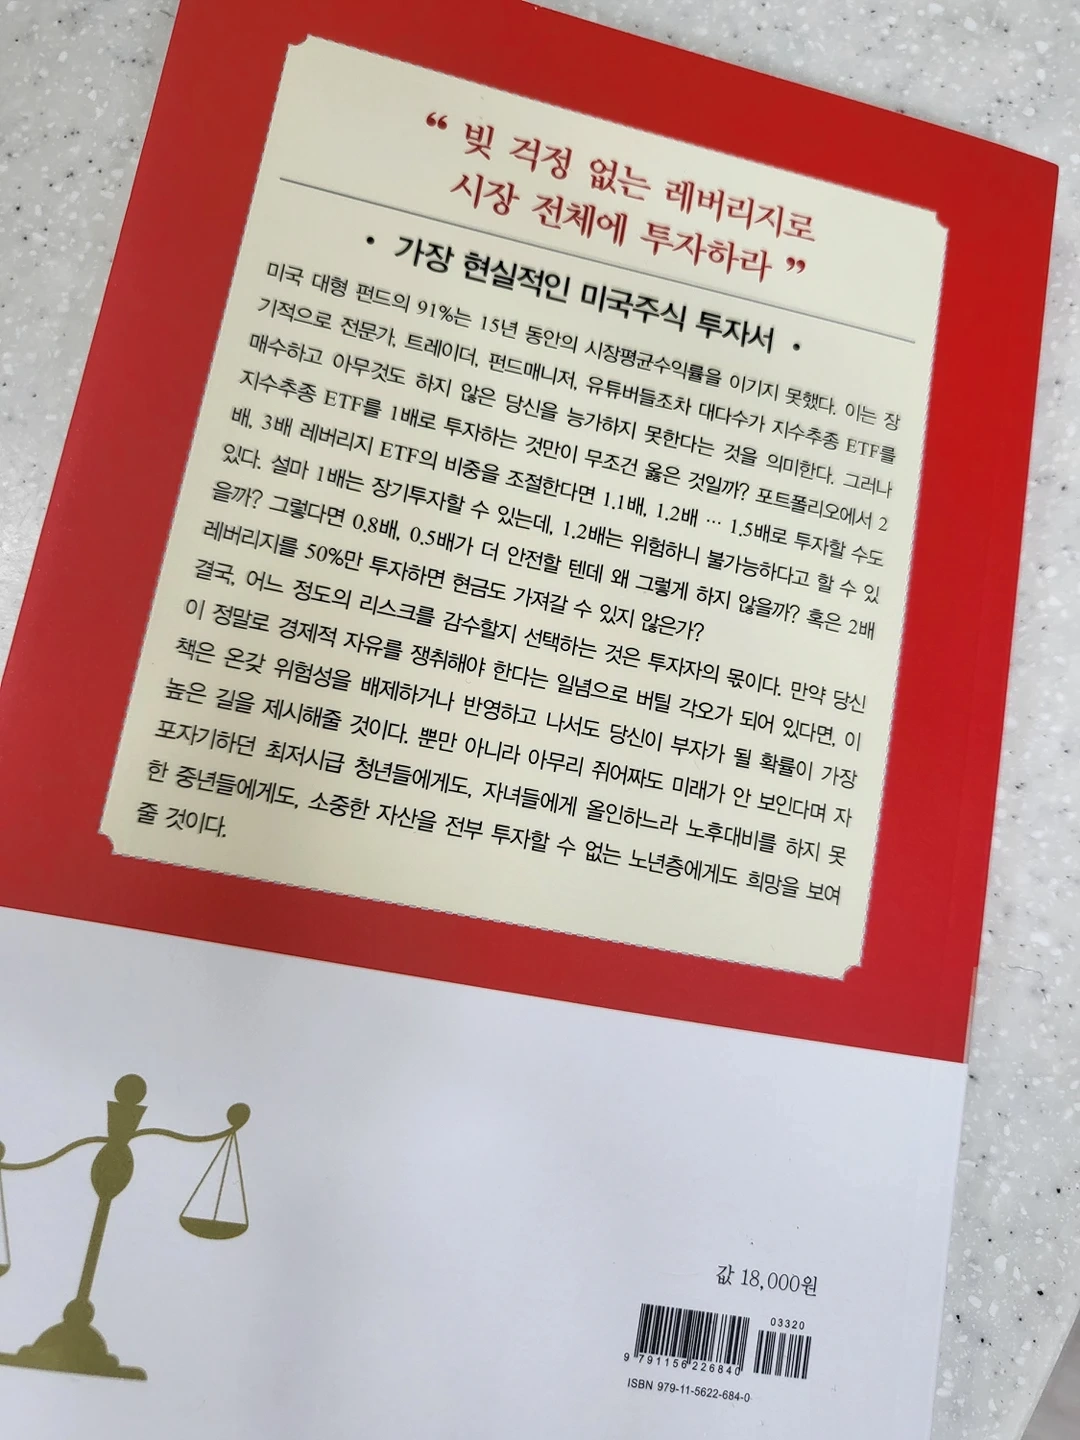 “ 빚 걱정 없는 레버리지로
시장 전체에 투자하라 ”
• 가장 현실적인 미국주식 투자서 •
미국 대형 펀드의 91%는 15년 동안의 시장평균수익률을 이기지 못했다. 이는 장
기적으로 전문가, 트레이더, 펀드매니저, 유튜버들조차 대다수가 지수추종 ETF를
매수하고 아무것도 하지 않은 당신을 능가하지 못한다는 것을 의미한다. 그러나
지수추종 ETF를 1배로 투자하는 것만이 무조건 옳은 것일까? 포트폴리오에서 2
배, 3배 레버리지 ETF의 비중을 조절한다면 1.1배, 1.2배 … 1.5배로 투자할 수도
있다. 설마 1배는 장기투자할 수 있는데, 1.2배는 위험하니 불가능하다고 할 수 있
을까? 그렇다면 0.8배, 0.5배가 더 안전할 텐데 왜 그렇게 하지 않을까? 혹은 2배
레버리지를 50%만 투자하면 현금도 가져갈 수 있지 않은가?
결국, 어느 정도의 리스크를 감수할지 선택하는 것은 투자자의 몫이다. 만약 당신
이 정말로 경제적 자유를 쟁취해야 한다는 일념으로 버틸 각오가 되어 있다면, 이
책은 온갖 위험성을 배제하거나 반영하고 나서도 당신이 부자가 될 확률이 가장
높은 길을 제시해줄 것이다. 뿐만 아니라 아무리 쥐어짜도 미래가 안 보인다며 자
포자기하던 최저시급 청년들에게도, 자녀들에게 올인하느라 노후대비를 하지 못
한 중년들에게도, 소중한 자산을 전부 투자할 수 없는 노년층에게도 희망을 보여
줄 것이다.
값 18,000원
03320
9 791156 226840
ISBN 979-11-5622-684-0